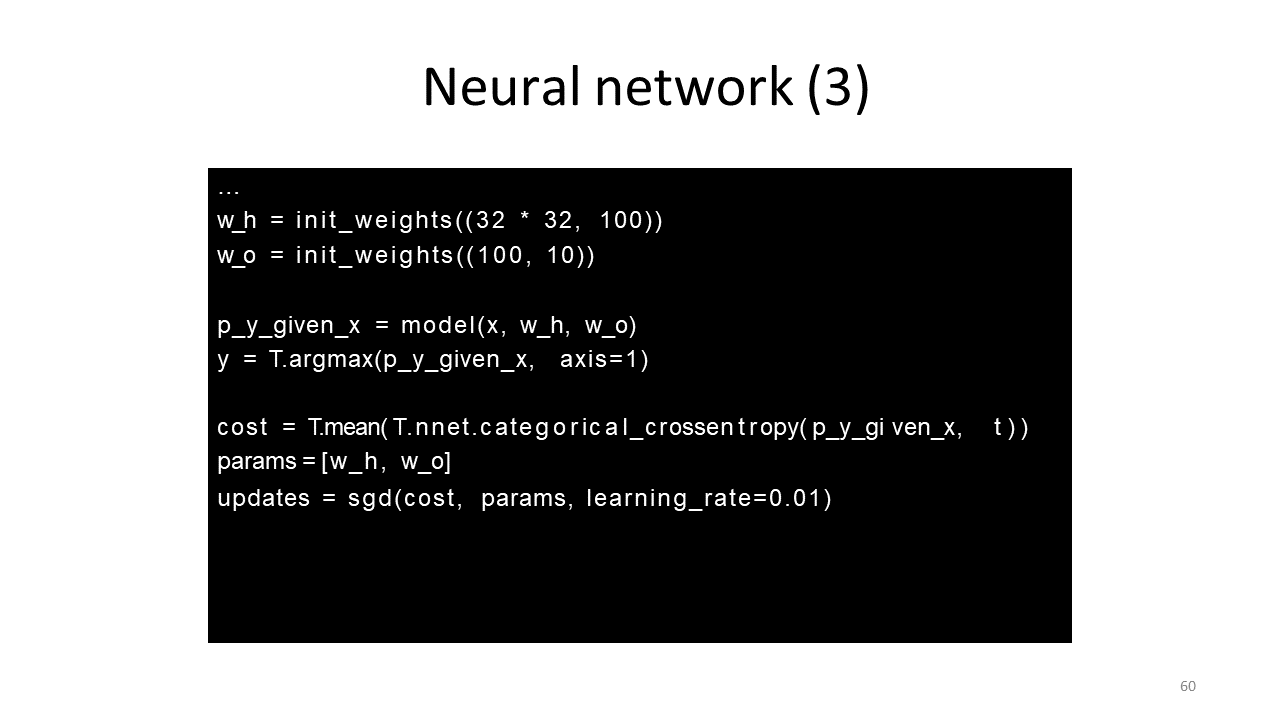 Neural network (3)
…
w_h = init_weights((32 * 32, 100))
w_o = init_weights((100, 10))
p_y_given_x = model(x, w_h, w_o)
y = T.argmax(p_y_given_x, axis=1)
cost = T.mean(T.nnet.categorical_crossentropy(p_y_given_x, t))
params = [w_h, w_o]
updates = sgd(cost, params, learning_rate=0.01)
60